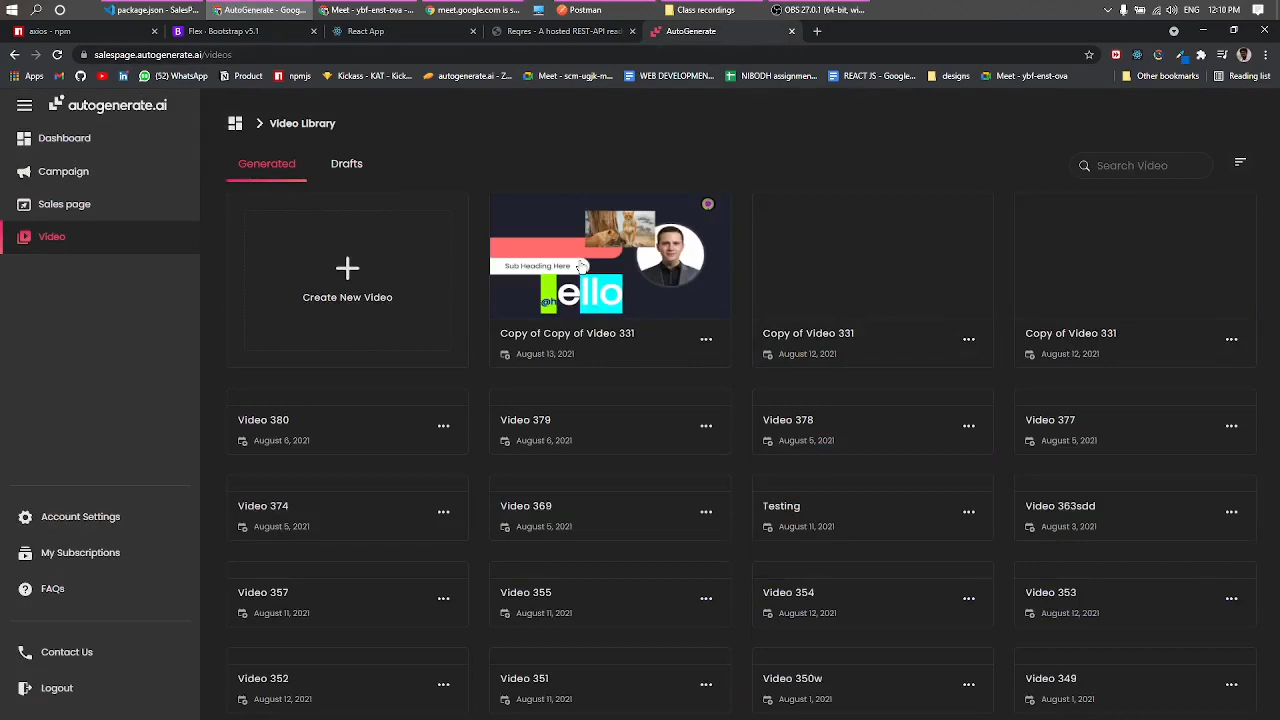 package.json - SalesP...
AutoGenerate - Goog...
Meet - ybf-enst-ova - ...
meet.google.com is s...
Postman
Class recordings
OBS 27.0.1 (64-bit, wi...
ENG
12:10 PM
axios - npm
Flex · Bootstrap v5.1
React App
Reqres - A hosted REST-API read
AutoGenerate
salespage.autogenerate.ai/videos
Apps
(52) WhatsApp
Product
npmjs
Kickass - KAT - Kick...
autogenerate.ai - Z...
Meet - scm-ugjk-m...
WEB DEVELOPMEN...
NIBODH assignmen...
REACT JS - Google...
designs
Meet - ybf-enst-ova
Other bookmarks
Reading list
autogenerate.ai
Dashboard
Campaign
Sales page
Video
Account Settings
My Subscriptions
FAQs
Contact Us
Logout
Video Library
Generated
Drafts
Search Video
Create New Video
Sub Heading Here
Hello
@h
Copy of Copy of Video 331
August 13, 2021
Copy of Video 331
August 12, 2021
Copy of Video 331
August 12, 2021
Video 380
August 6, 2021
Video 379
August 6, 2021
Video 378
August 5, 2021
Video 377
August 5, 2021
Video 374
August 5, 2021
Video 369
August 5, 2021
Testing
August 11, 2021
Video 363sdd
August 3, 2021
Video 357
August 11, 2021
Video 355
August 11, 2021
Video 354
August 12, 2021
Video 353
August 12, 2021
Video 352
August 12, 2021
Video 351
August 11, 2021
Video 350w
August 1, 2021
Video 349
August 1, 2021